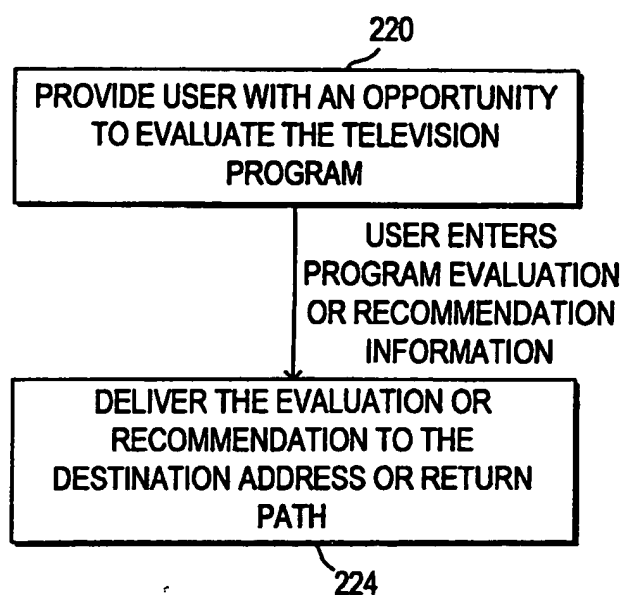 220
PROVIDE USER WITH AN OPPORTUNITY
TO EVALUATE THE TELEVISION
PROGRAM
USER ENTERS
PROGRAM EVALUATION
OR RECOMMENDATION
INFORMATION
DELIVER THE EVALUATION OR
RECOMMENDATION TO THE
DESTINATION ADDRESS OR RETURN
PATH
224